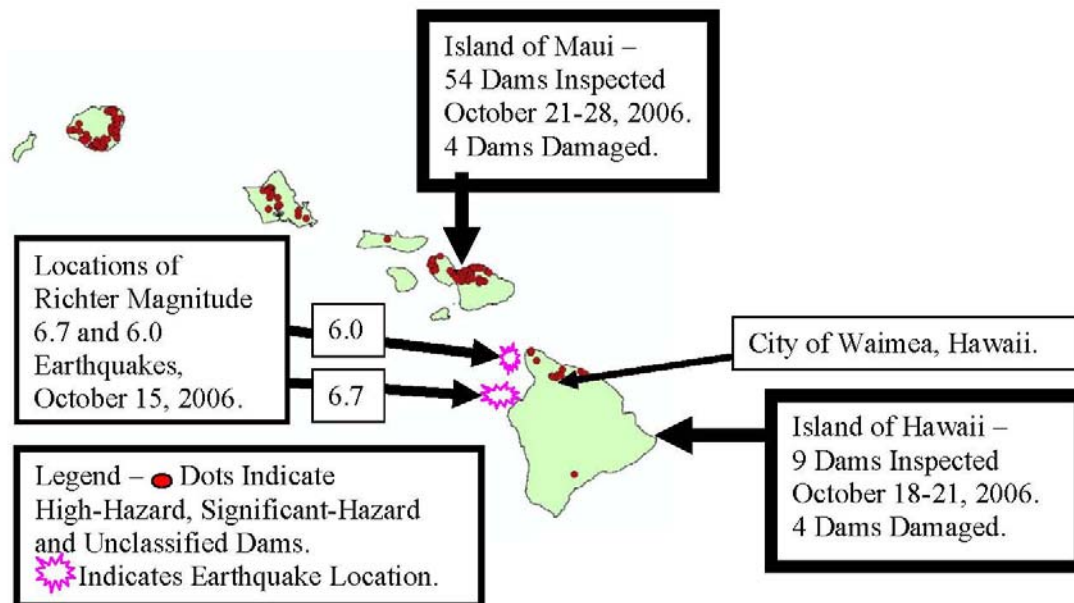 Island of Maui –
54 Dams Inspected
October 21-28, 2006.
4 Dams Damaged.
Locations of
Richter Magnitude
6.7 and 6.0
Earthquakes,
October 15, 2006.
6.0
6.7
City of Waimea, Hawaii.
Island of Hawaii –
9 Dams Inspected
October 18-21, 2006.
4 Dams Damaged.
Legend – Dots Indicate
High-Hazard, Significant-Hazard
and Unclassified Dams.
Indicates Earthquake Location.